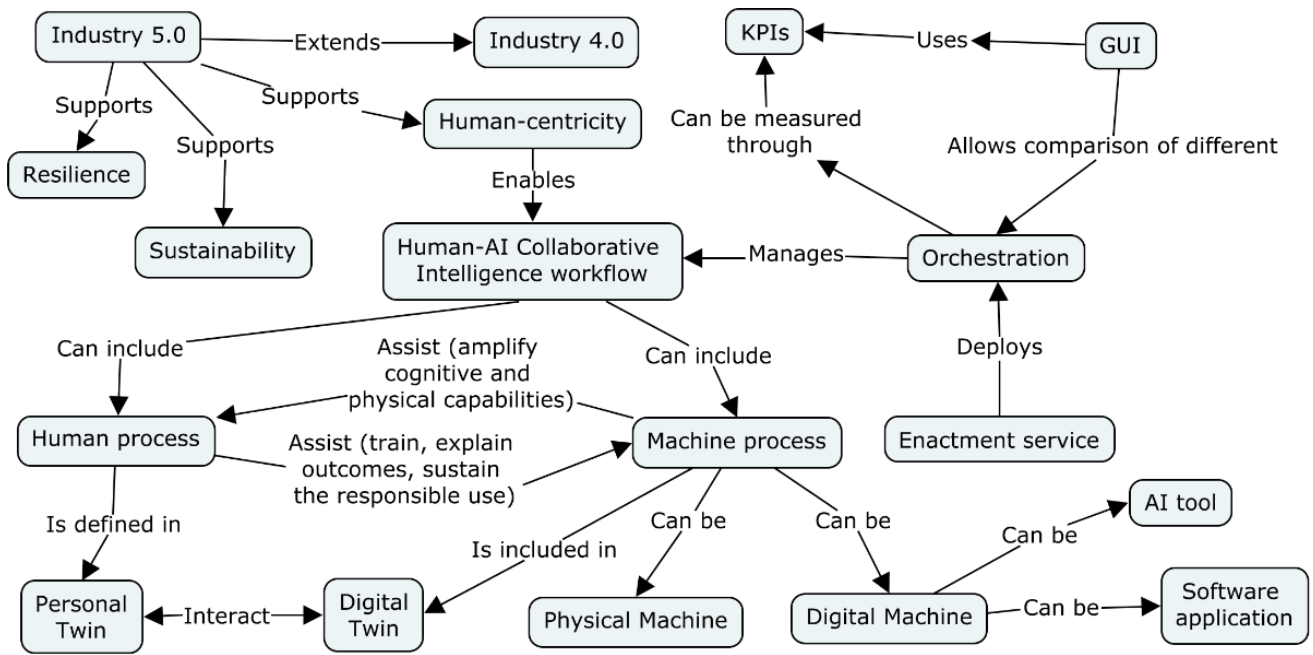 Industry 5.0
Extends
Industry 4.0
KPIs
Uses
GUI
Supports
Supports
Supports
Resilience
Sustainability
Human-centricity
Enables
Can be measured
through
Allows comparison of different
Human-AI Collaborative
Intelligence workflow
Manages
Orchestration
Deploys
Enactment service
Can include
Can include
Assist (amplify
cognitive and
physical capabilities)
Human process
Assist (train, explain
outcomes, sustain
the responsible use)
Machine process
Is defined in
Is included in
Can be
Can be
Can be
AI tool
Personal
Twin
Interact
Digital
Twin
Physical Machine
Digital Machine
Can be
Software
application